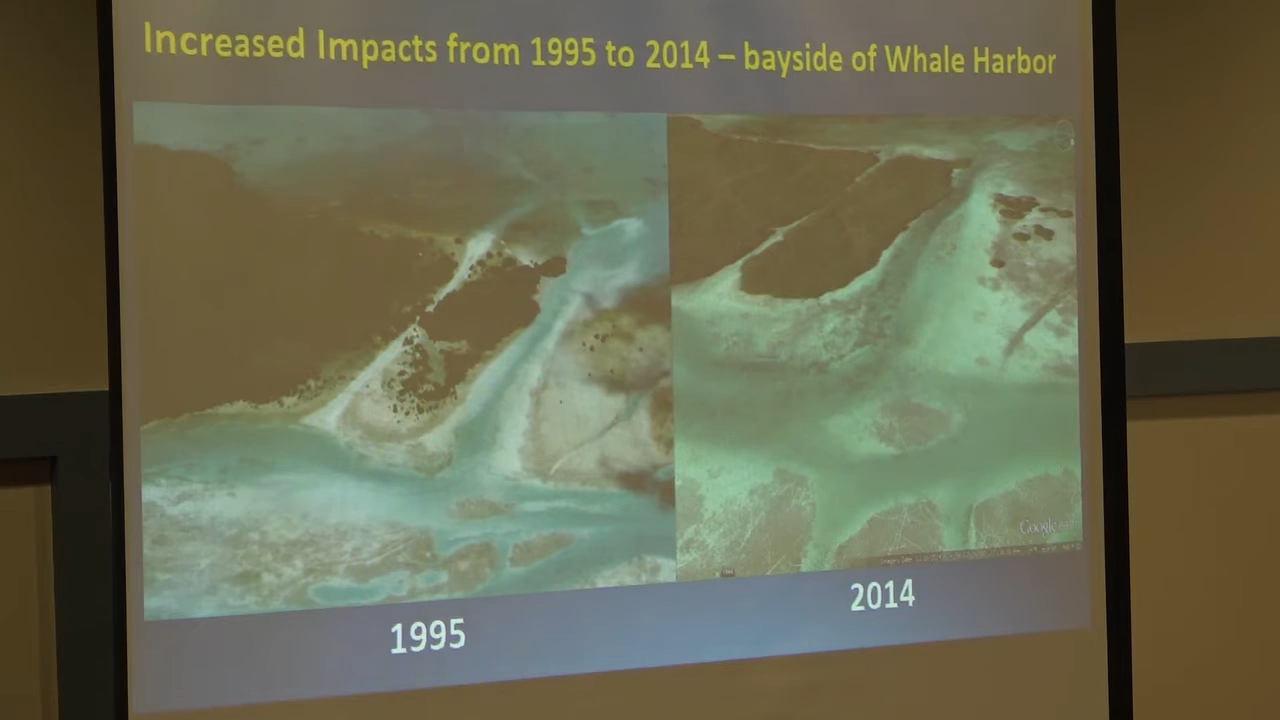 Increased Impacts from 1995 to 2014 – bayside of Whale Harbor
Google
1995
2014